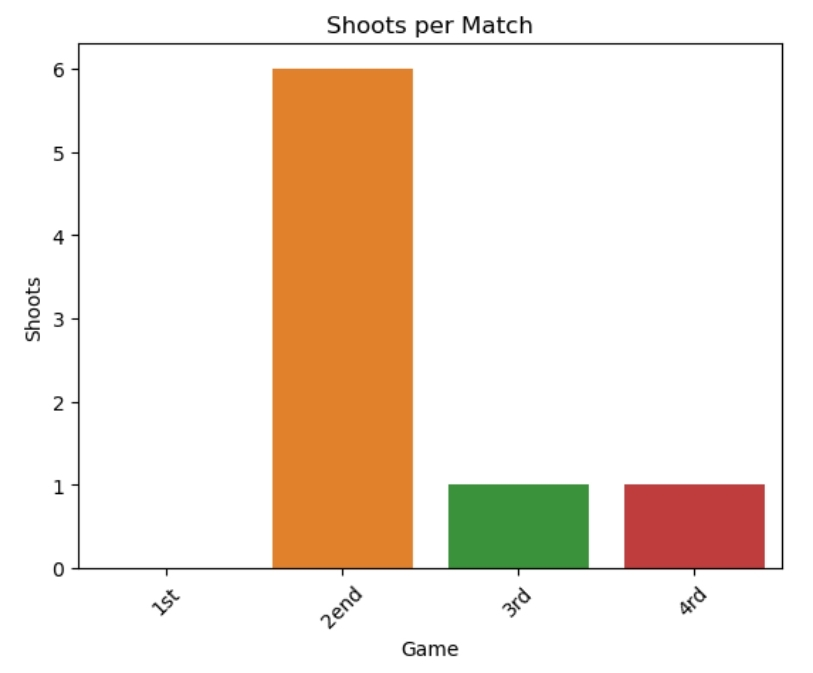 Shoots per Match
Shoots
6
5
4
3
2
1
0
1st
2end
3rd
4rd
Game